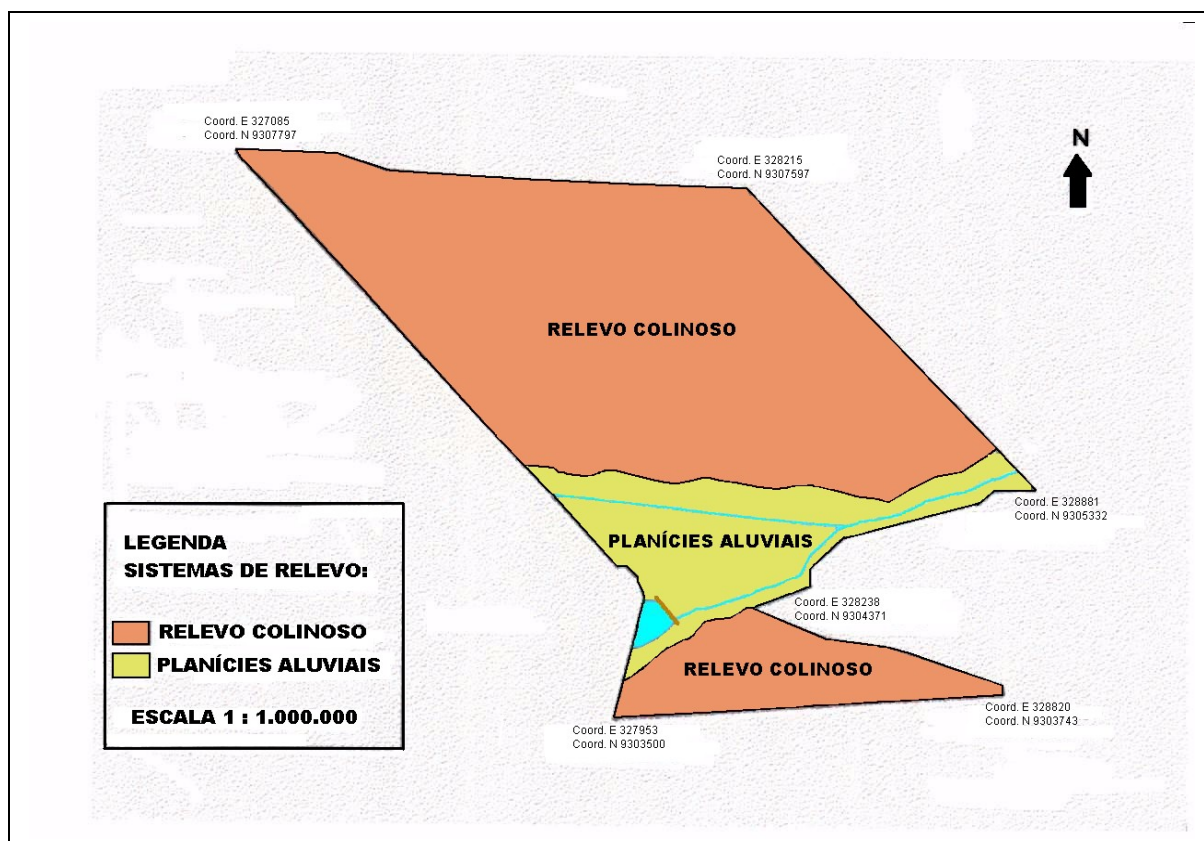 Coord. E 327085
Coord. N 9307797
Coord. E 328215
Coord. N 9307597
N
RELEVO COLINOSO
Coord. E 328881
Coord. N 9305332
PLANÍCIES ALUVIAIS
Coord. E 328238
Coord. N 9304371
RELEVO COLINOSO
Coord. E 328820
Coord. N 9303743
Coord. E 327953
Coord. N 9303500
LEGENDA
SISTEMAS DE RELEVO:
RELEVO COLINOSO
PLANÍCIES ALUVIAIS
ESCALA 1 : 1.000.000